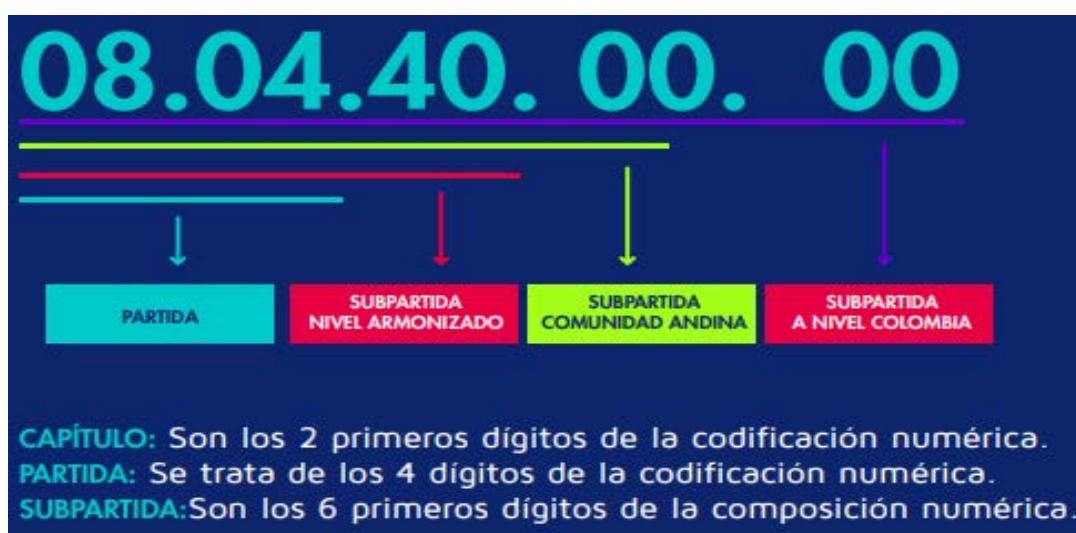 08.04.40. 00. 00
PARTIDA
SUBPARTIDA
NIVEL ARMONIZADO
SUBPARTIDA
COMUNIDAD ANDINA
SUBPARTIDA
A NIVEL COLOMBIA
CAPÍTULO: Son los 2 primeros dígitos de la codificación numérica.
PARTIDA: Se trata de los 4 dígitos de la codificación numérica.
SUBPARTIDA:Son los 6 primeros dígitos de la composición numérica.